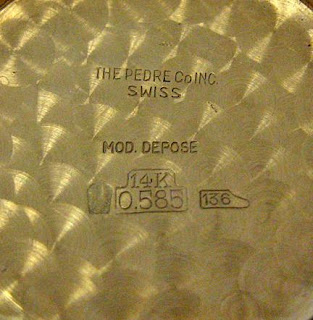 THE PEDRE Co INC.
SWISS
MOD. DEPOSE
14K
0.585 136